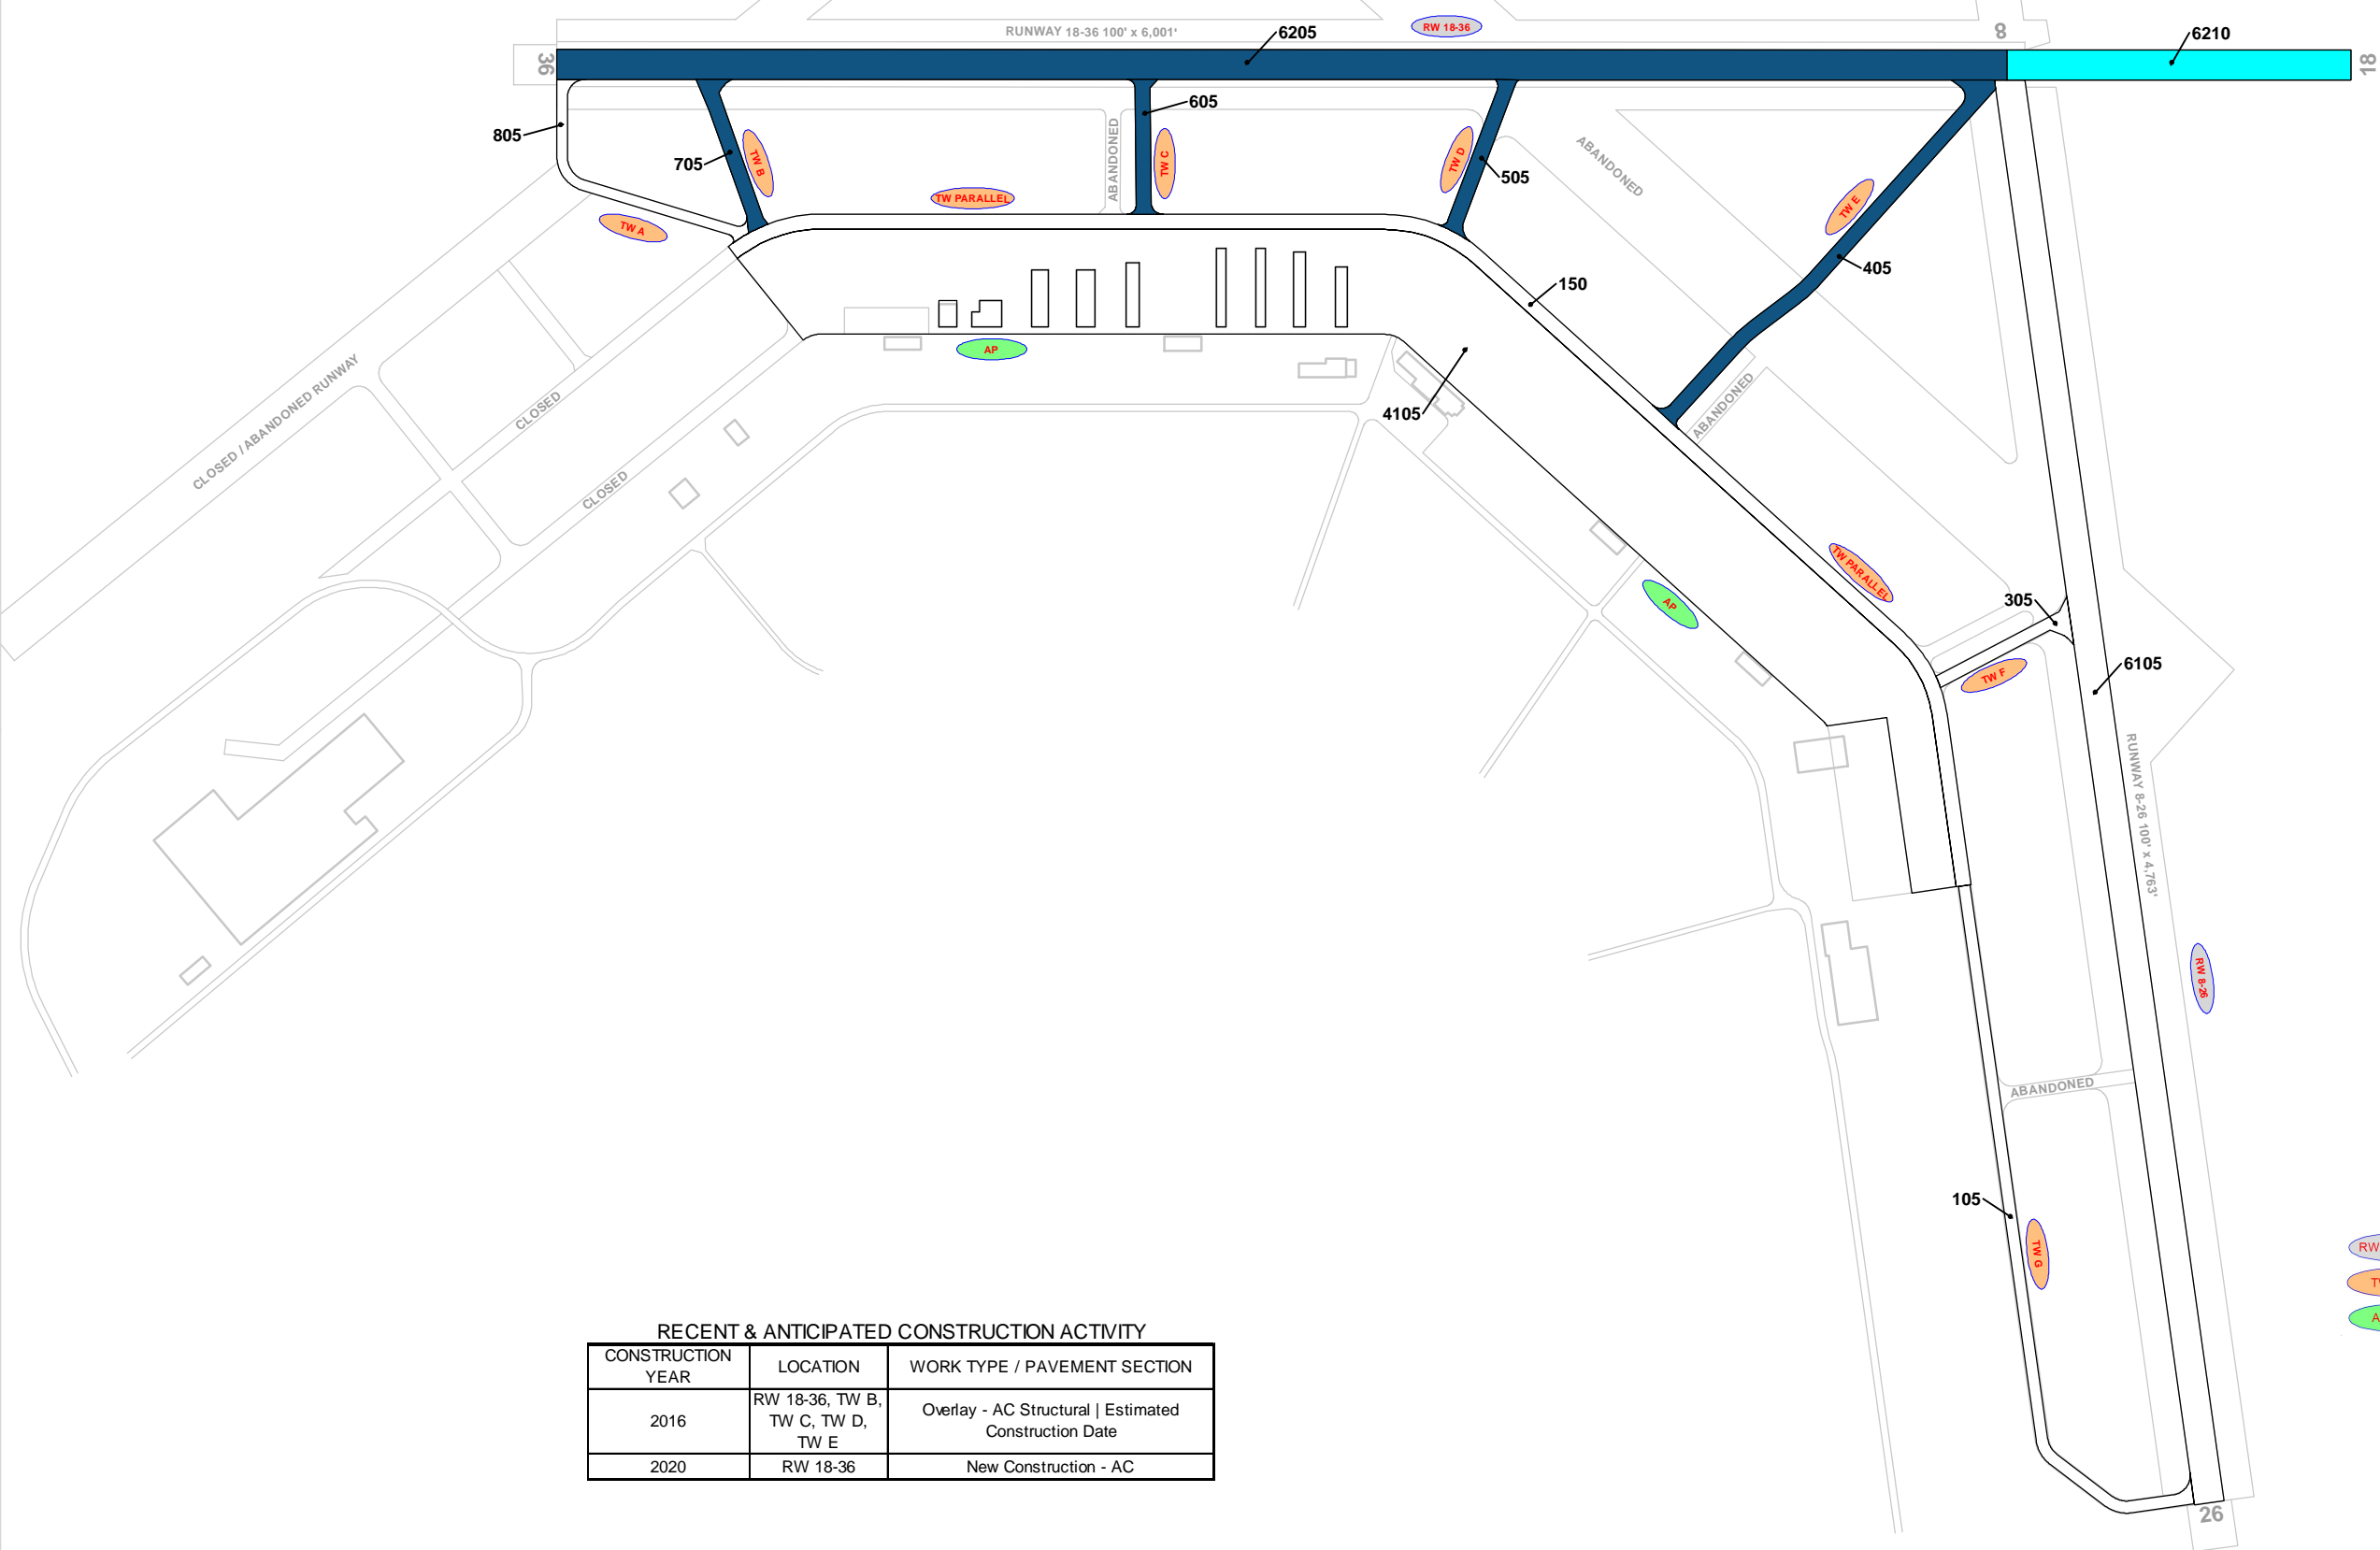 RUNWAY 18-36 100' x 6,001'
RW 18-36
6205
8
6210
36
18
605
805
705
TW B
ABANDONED
TW C
TW D
505
ABANDONED
TW E
TW PARALLEL
TW A
405
150
AP
4105
ABANDONED
CLOSED / ABANDONED RUNWAY
CLOSED
CLOSED
TW PARALLEL
AP
305
TW F
6105
RUNWAY 8-26 100' x 4,763'
RW 8-26
ABANDONED
105
TW G
RW
26
RECENT & ANTICIPATED CONSTRUCTION ACTIVITY
CONSTRUCTION YEAR
LOCATION
WORK TYPE / PAVEMENT SECTION
2016
RW 18-36, TW B,
TW C, TW D,
TW E
Overlay - AC Structural | Estimated
Construction Date
2020
RW 18-36
New Construction - AC